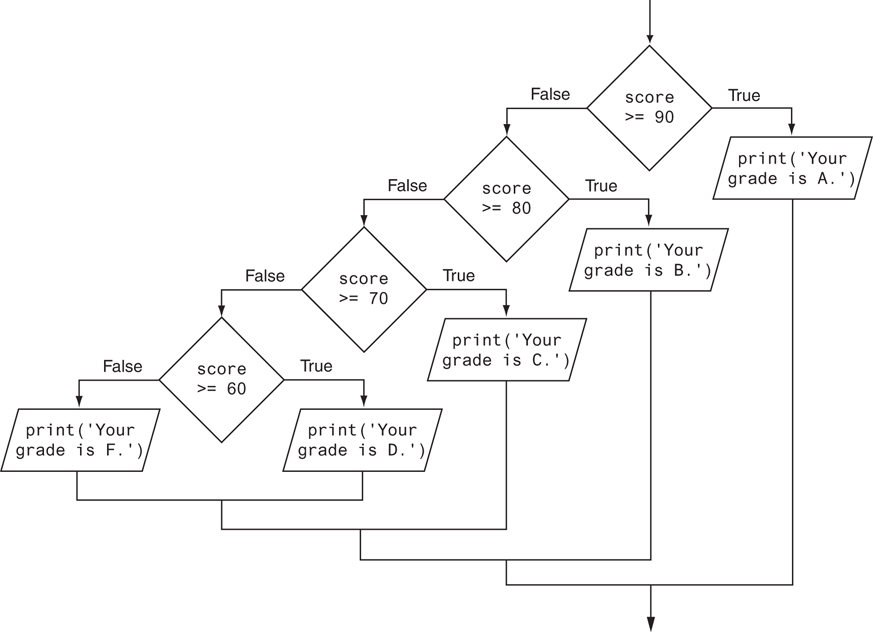 False
score
>= 90
True
print('Your
grade is A.')
False
score
>= 80
True
print('Your
grade is B.')
False
score
>= 70
True
print('Your
grade is C.')
False
score
>= 60
True
print('Your
grade is F.')
print('Your
grade is D.')